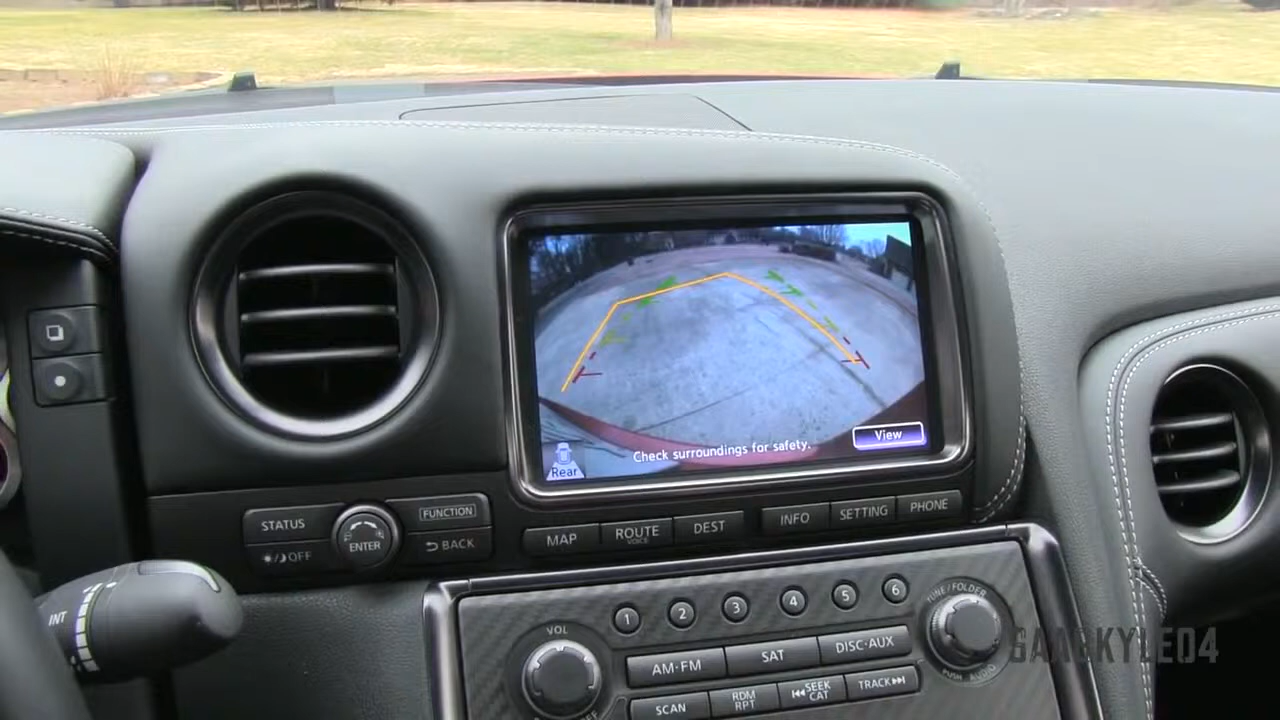 Check surroundings for safety.
View
Rear
STATUS
FUNCTION
OFF
ENTER
BACK
MAP
ROUTE
VOICE
DEST
INFO
SETTING
PHONE
INT
VOL
1
2
3
4
5
6
TUNE/FOLDER
PUSH AUDIO
AM·FM
SAT
DISC·AUX
SCAN
RDM
RPT
SEEK
CAT
TRACK
SAABKYLE04